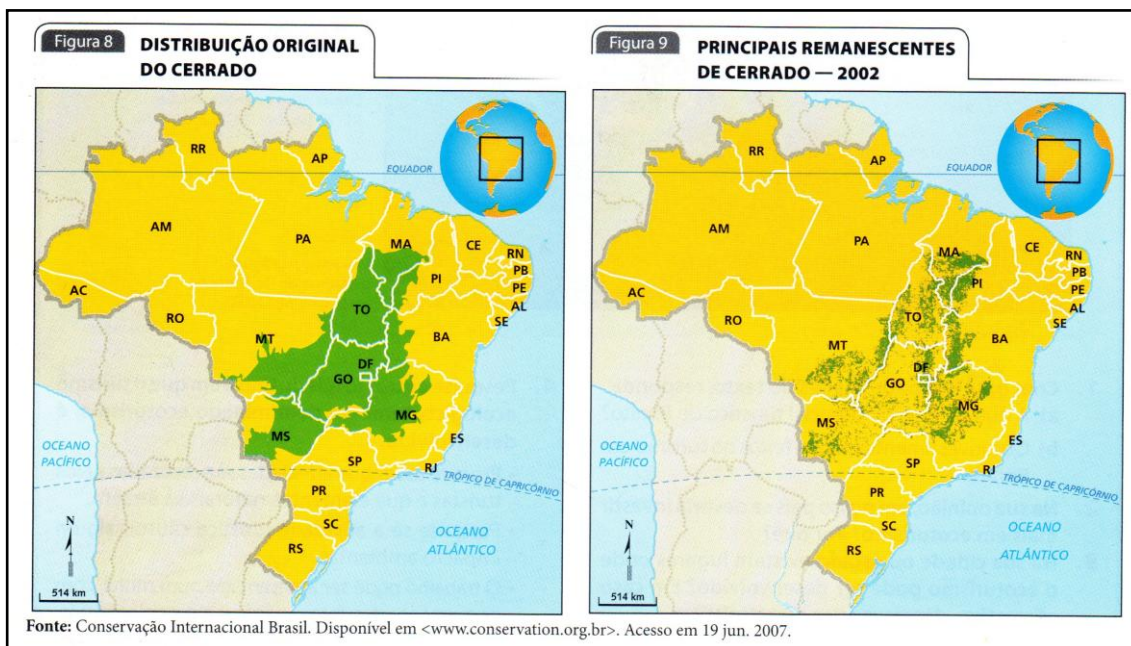 Figura 8
DISTRIBUIÇÃO ORIGINAL
DO CERRADO
RR
AP
EQUADOR
AM
PA
MA
CE
RN
PB
PE
AL
SE
PI
AC
RO
TO
BA
MT
DF
GO
MG
ES
MS
SP
RJ
PR
SC
RS
OCEANO
PACÍFICO
TRÓPICO DE CAPRICÓRNIO
OCEANO
ATLÂNTICO
N
514 km
Figura 9
PRINCIPAIS REMANESCENTES
DE CERRADO — 2002
RR
AP
EQUADOR
AM
PA
MA
CE
RN
PB
PE
AL
SE
PI
AC
RO
TO
BA
MT
DF
GO
MG
ES
MS
SP
RJ
PR
SC
RS
OCEANO
PACÍFICO
TRÓPICO DE CAPRICÓRNIO
OCEANO
ATLÂNTICO
N
514 km
Fonte: Conservação Internacional Brasil. Disponível em <www.conservation.org.br>. Acesso em 19 jun. 2007.